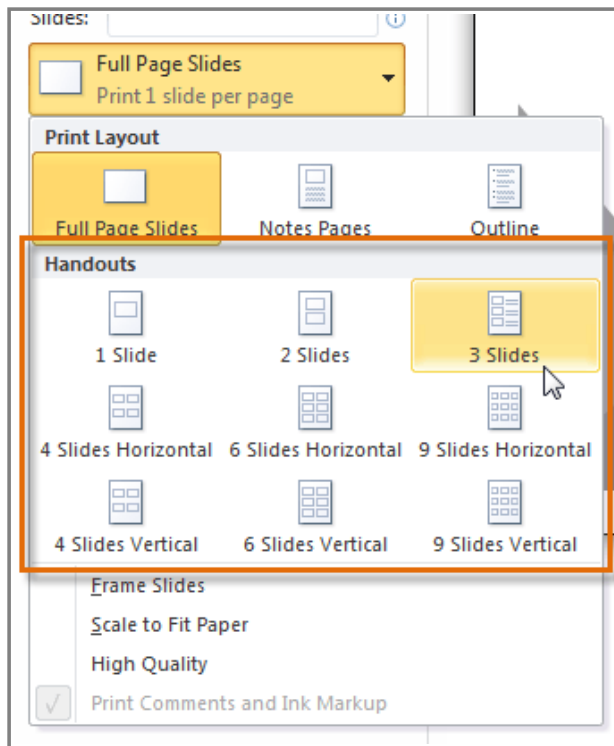 Slides:
Full Page Slides
Print 1 slide per page
Print Layout
Full Page Slides Notes Pages Outline
Handouts
1 Slide 2 Slides 3 Slides
4 Slides Horizontal 6 Slides Horizontal 9 Slides Horizontal
4 Slides Vertical 6 Slides Vertical 9 Slides Vertical
Frame Slides
Scale to Fit Paper
High Quality
Print Comments and Ink Markup